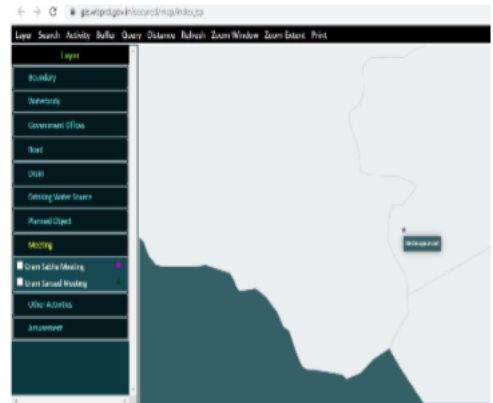 Layer Search Activity Buffer Query Distance Refresh Zoom Window Zoom Extent Print
Layer
Boundary
Waterbody
Government Offices
Road
Drain
Drinking Water Source
Planned Object
Meeting
Gram Sabha Meeting
Gram Sansad Meeting
Other Activities
Amusement